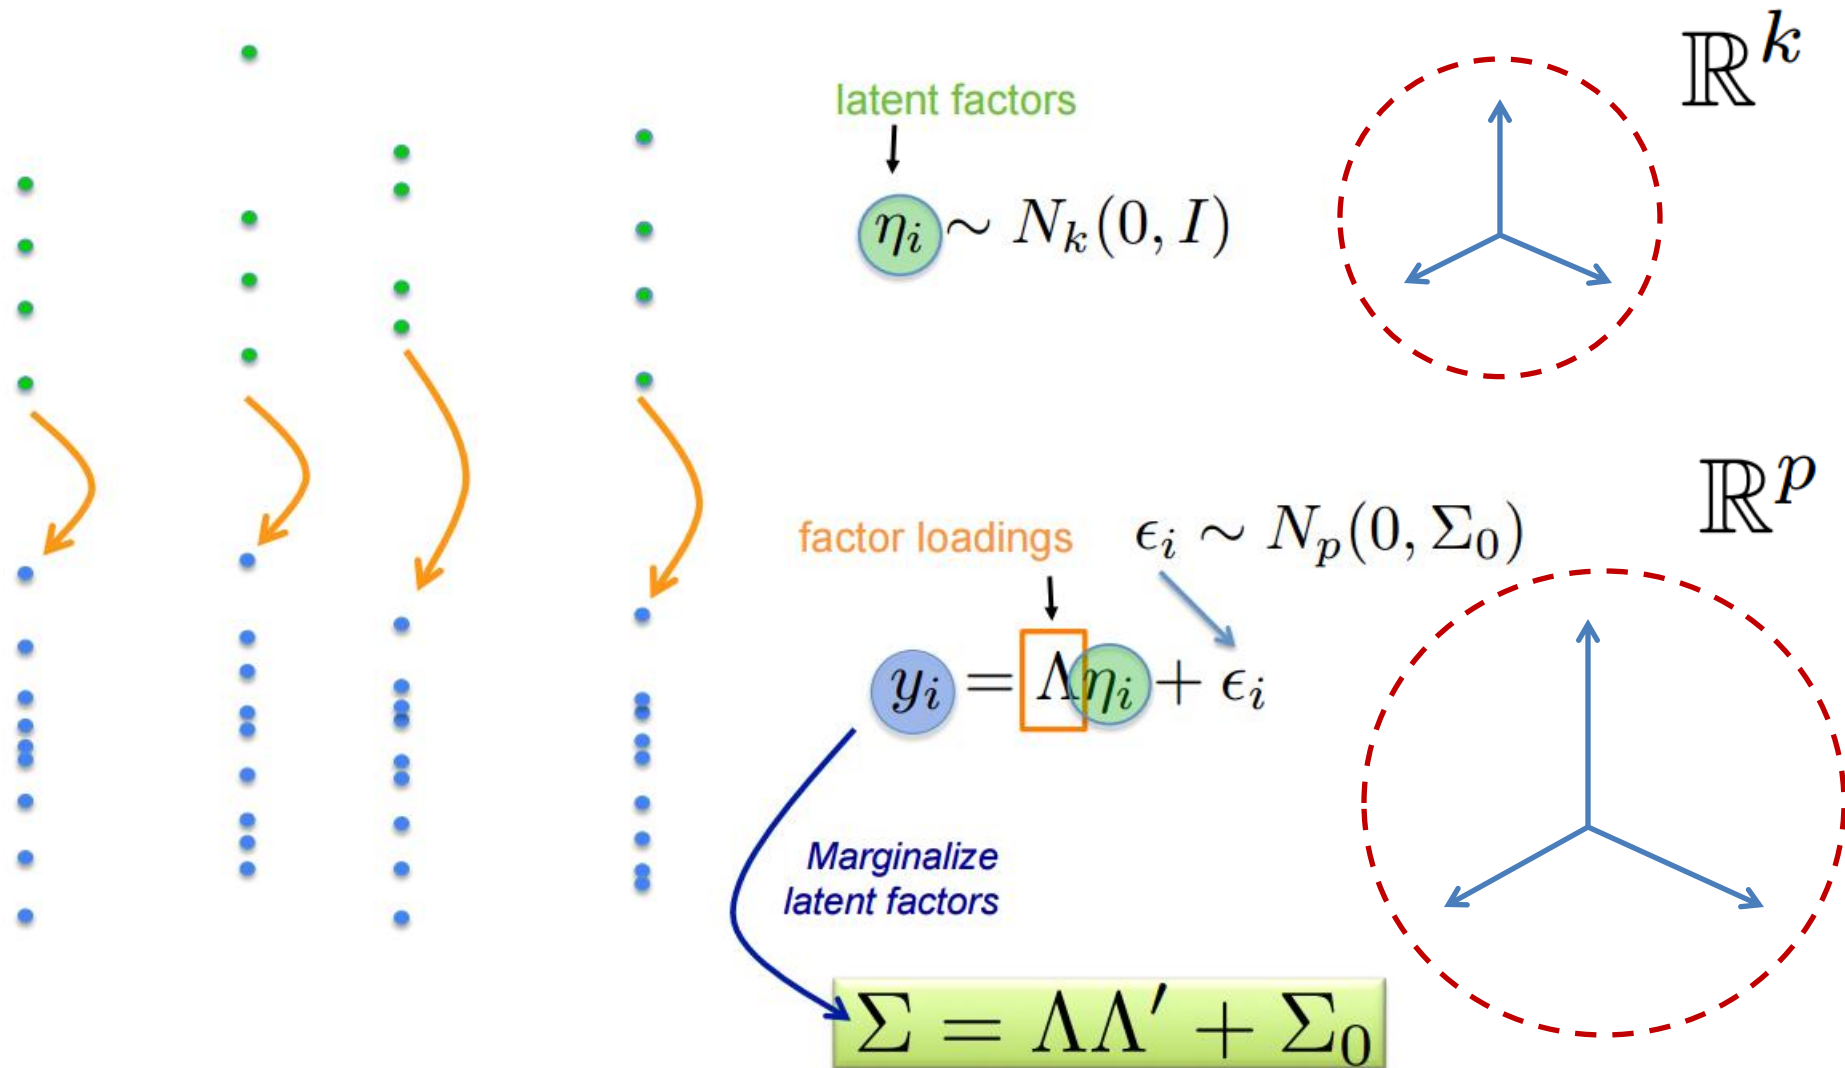 ℝ^k
latent factors
η_i ∼ N_k(0, I)
ℝ^p
factor loadings
ϵ_i ∼ N_p(0, Σ_0)
y_i = Λη_i + ϵ_i
Marginalize
latent factors
Σ = ΛΛ′ + Σ_0